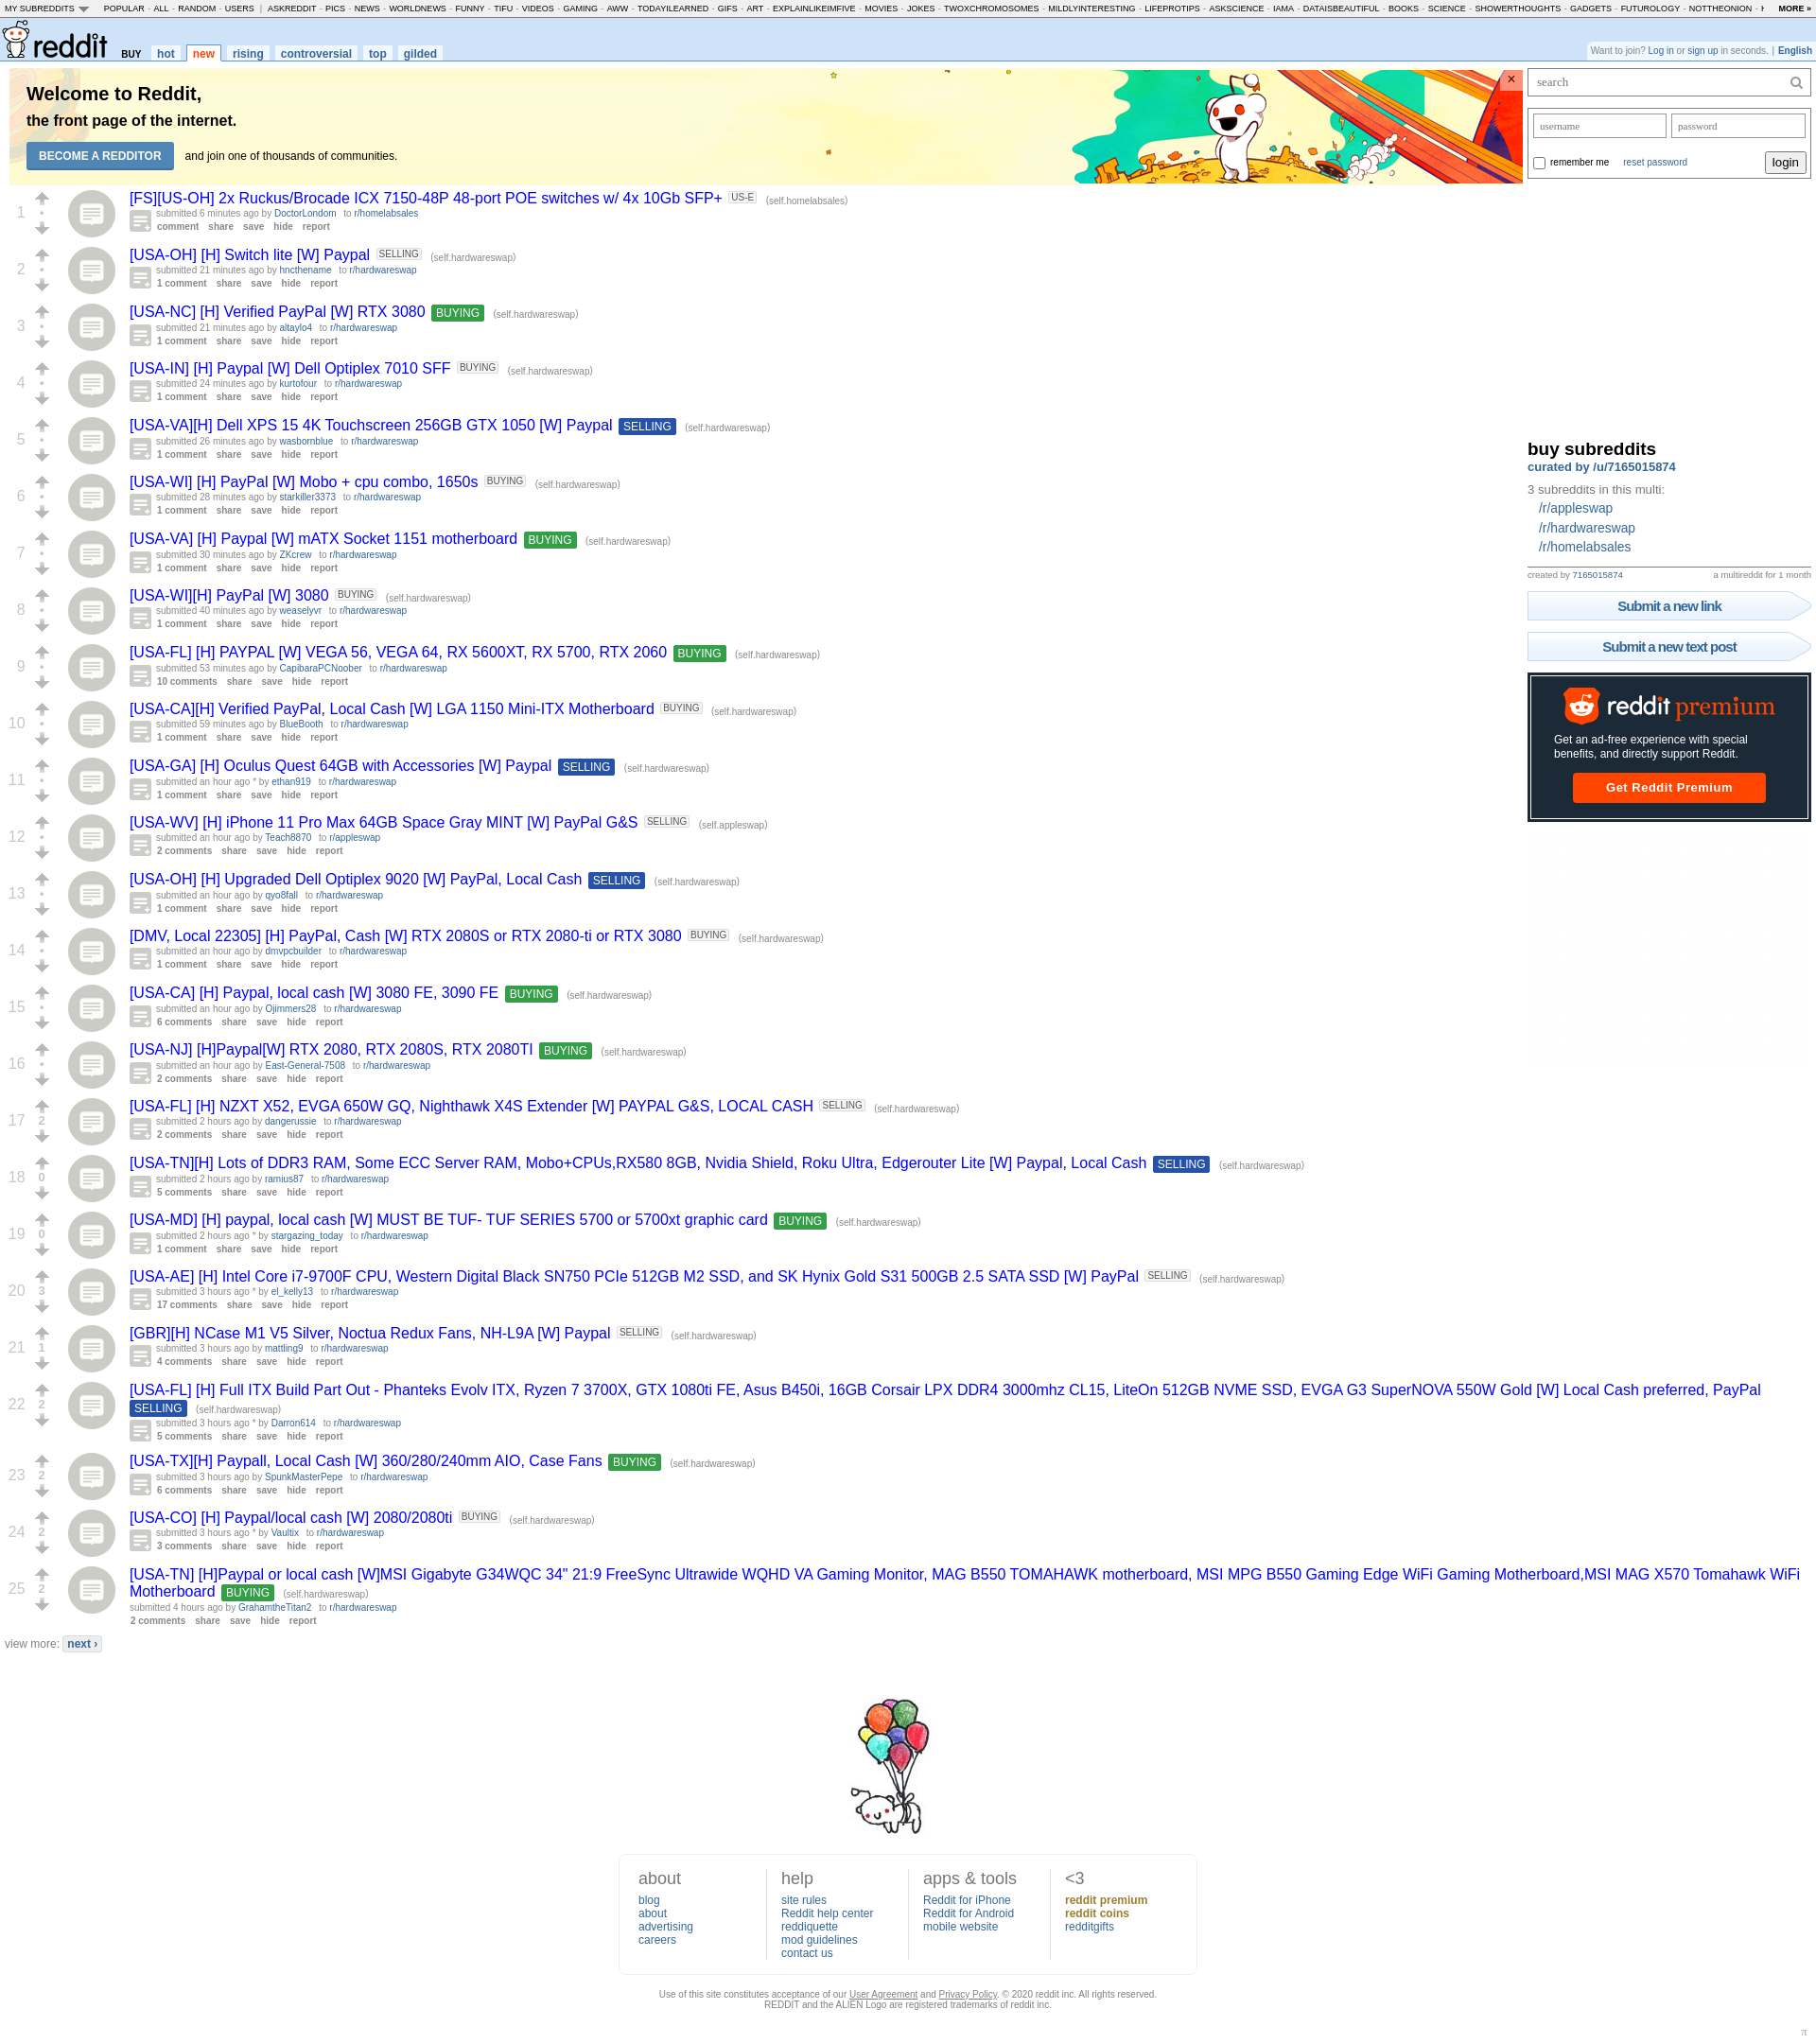 MY SUBREDDITS POPULAR - ALL - RANDOM - USERS | ASKREDDIT - PICS - NEWS - WORLDNEWS - FUNNY - TIFU - VIDEOS - GAMING - AWW - TODAYILEARNED - GIFS - ART - EXPLAINLIKEIMFIVE - MOVIES - JOKES - TWOXCHROMOSOMES - MILDLYINTERESTING - LIFEPROTIPS - ASKSCIENCE - IAMA - DATAISBEAUTIFUL - BOOKS - SCIENCE - SHOWERTHOUGHTS - GADGETS - FUTUROLOGY - NOTTHEONION - MORE »
reddit BUY hot new rising controversial top gilded
Want to join? Log in or sign up in seconds. | English
Welcome to Reddit,
the front page of the internet.
BECOME A REDDITOR and join one of thousands of communities.
×
search
username password
remember me reset password login
1
[FS][US-OH] 2x Ruckus/Brocade ICX 7150-48P 48-port POE switches w/ 4x 10Gb SFP+ US-E (self.homelabsales)
submitted 6 minutes ago by DoctorLondom to r/homelabsales
comment share save hide report
2
[USA-OH] [H] Switch lite [W] Paypal SELLING (self.hardwareswap)
submitted 21 minutes ago by hncthename to r/hardwareswap
1 comment share save hide report
3
[USA-NC] [H] Verified PayPal [W] RTX 3080 BUYING (self.hardwareswap)
submitted 21 minutes ago by altaylo4 to r/hardwareswap
1 comment share save hide report
4
[USA-IN] [H] Paypal [W] Dell Optiplex 7010 SFF BUYING (self.hardwareswap)
submitted 24 minutes ago by kurtofour to r/hardwareswap
1 comment share save hide report
5
[USA-VA][H] Dell XPS 15 4K Touchscreen 256GB GTX 1050 [W] Paypal SELLING (self.hardwareswap)
submitted 26 minutes ago by wasbornblue to r/hardwareswap
1 comment share save hide report
6
[USA-WI] [H] PayPal [W] Mobo + cpu combo, 1650s BUYING (self.hardwareswap)
submitted 28 minutes ago by starkiller3373 to r/hardwareswap
1 comment share save hide report
7
[USA-VA] [H] Paypal [W] mATX Socket 1151 motherboard BUYING (self.hardwareswap)
submitted 30 minutes ago by ZKcrew to r/hardwareswap
1 comment share save hide report
8
[USA-WI][H] PayPal [W] 3080 BUYING (self.hardwareswap)
submitted 40 minutes ago by weaselyvr to r/hardwareswap
1 comment share save hide report
9
[USA-FL] [H] PAYPAL [W] VEGA 56, VEGA 64, RX 5600XT, RX 5700, RTX 2060 BUYING (self.hardwareswap)
submitted 53 minutes ago by CapibaraPCNoober to r/hardwareswap
10 comments share save hide report
10
[USA-CA][H] Verified PayPal, Local Cash [W] LGA 1150 Mini-ITX Motherboard BUYING (self.hardwareswap)
submitted 59 minutes ago by BlueBooth to r/hardwareswap
1 comment share save hide report
11
[USA-GA] [H] Oculus Quest 64GB with Accessories [W] Paypal SELLING (self.hardwareswap)
submitted an hour ago * by ethan919 to r/hardwareswap
1 comment share save hide report
12
[USA-WV] [H] iPhone 11 Pro Max 64GB Space Gray MINT [W] PayPal G&S SELLING (self.appleswap)
submitted an hour ago by Teach8870 to r/appleswap
2 comments share save hide report
13
[USA-OH] [H] Upgraded Dell Optiplex 9020 [W] PayPal, Local Cash SELLING (self.hardwareswap)
submitted an hour ago by qyo8fall to r/hardwareswap
1 comment share save hide report
14
[DMV, Local 22305] [H] PayPal, Cash [W] RTX 2080S or RTX 2080-ti or RTX 3080 BUYING (self.hardwareswap)
submitted an hour ago by dmvpcbuilder to r/hardwareswap
1 comment share save hide report
15
[USA-CA] [H] Paypal, local cash [W] 3080 FE, 3090 FE BUYING (self.hardwareswap)
submitted an hour ago by Ojimmers28 to r/hardwareswap
6 comments share save hide report
16
[USA-NJ] [H]Paypal[W] RTX 2080, RTX 2080S, RTX 2080TI BUYING (self.hardwareswap)
submitted an hour ago by East-General-7508 to r/hardwareswap
2 comments share save hide report
17 2
[USA-FL] [H] NZXT X52, EVGA 650W GQ, Nighthawk X4S Extender [W] PAYPAL G&S, LOCAL CASH SELLING (self.hardwareswap)
submitted 2 hours ago by dangerussie to r/hardwareswap
2 comments share save hide report
18 0
[USA-TN][H] Lots of DDR3 RAM, Some ECC Server RAM, Mobo+CPUs,RX580 8GB, Nvidia Shield, Roku Ultra, Edgerouter Lite [W] Paypal, Local Cash SELLING (self.hardwareswap)
submitted 2 hours ago by ramius87 to r/hardwareswap
5 comments share save hide report
19 0
[USA-MD] [H] paypal, local cash [W] MUST BE TUF- TUF SERIES 5700 or 5700xt graphic card BUYING (self.hardwareswap)
submitted 2 hours ago * by stargazing_today to r/hardwareswap
1 comment share save hide report
20 3
[USA-AE] [H] Intel Core i7-9700F CPU, Western Digital Black SN750 PCIe 512GB M2 SSD, and SK Hynix Gold S31 500GB 2.5 SATA SSD [W] PayPal SELLING (self.hardwareswap)
submitted 3 hours ago * by el_kelly13 to r/hardwareswap
17 comments share save hide report
21 1
[GBR][H] NCase M1 V5 Silver, Noctua Redux Fans, NH-L9A [W] Paypal SELLING (self.hardwareswap)
submitted 3 hours ago by mattling9 to r/hardwareswap
4 comments share save hide report
22 2
[USA-FL] [H] Full ITX Build Part Out - Phanteks Evolv ITX, Ryzen 7 3700X, GTX 1080ti FE, Asus B450i, 16GB Corsair LPX DDR4 3000mhz CL15, LiteOn 512GB NVME SSD, EVGA G3 SuperNOVA 550W Gold [W] Local Cash preferred, PayPal
SELLING (self.hardwareswap)
submitted 3 hours ago * by Darron614 to r/hardwareswap
5 comments share save hide report
23 2
[USA-TX][H] Paypall, Local Cash [W] 360/280/240mm AIO, Case Fans BUYING (self.hardwareswap)
submitted 3 hours ago by SpunkMasterPepe to r/hardwareswap
6 comments share save hide report
24 2
[USA-CO] [H] Paypal/local cash [W] 2080/2080ti BUYING (self.hardwareswap)
submitted 3 hours ago * by Vaultix to r/hardwareswap
3 comments share save hide report
25 2
[USA-TN] [H]Paypal or local cash [W]MSI Gigabyte G34WQC 34" 21:9 FreeSync Ultrawide WQHD VA Gaming Monitor, MAG B550 TOMAHAWK motherboard, MSI MPG B550 Gaming Edge WiFi Gaming Motherboard,MSI MAG X570 Tomahawk WiFi
Motherboard BUYING (self.hardwareswap)
submitted 4 hours ago by GrahamtheTitan2 to r/hardwareswap
2 comments share save hide report
view more: next ›
buy subreddits
curated by /u/7165015874
3 subreddits in this multi:
/r/appleswap
/r/hardwareswap
/r/homelabsales
created by 7165015874 a multireddit for 1 month
Submit a new link
Submit a new text post
reddit premium
Get an ad-free experience with special
benefits, and directly support Reddit.
Get Reddit Premium
about
blog
about
advertising
careers
help
site rules
Reddit help center
reddiquette
mod guidelines
contact us
apps & tools
Reddit for iPhone
Reddit for Android
mobile website
<3
reddit premium
reddit coins
redditgifts
Use of this site constitutes acceptance of our User Agreement and Privacy Policy. © 2020 reddit inc. All rights reserved.
REDDIT and the ALIEN Logo are registered trademarks of reddit inc.
π